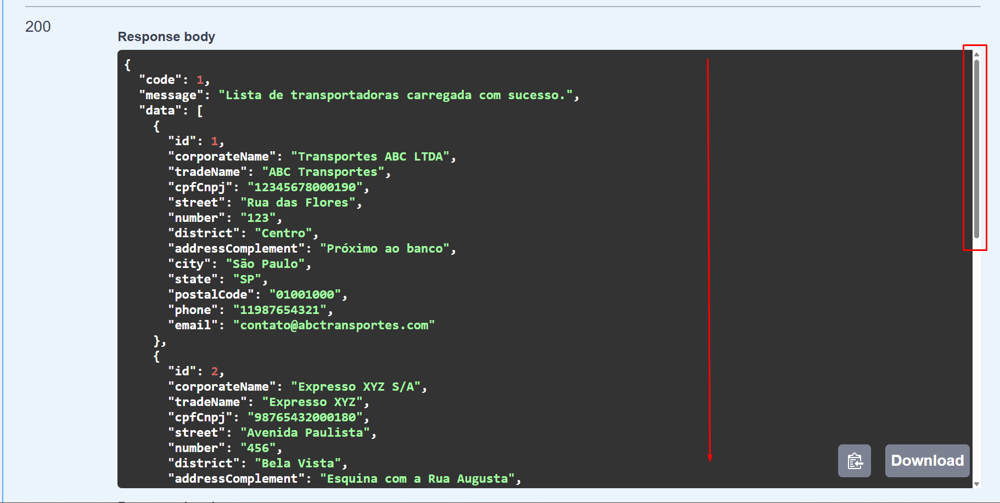 200
Response body
{
"code": 1,
"message": "Lista de transportadoras carregada com sucesso.",
"data": [
{
"id": 1,
"corporateName": "Transportes ABC LTDA",
"tradeName": "ABC Transportes",
"cpfCnpj": "12345678000190",
"street": "Rua das Flores",
"number": "123",
"district": "Centro",
"addressComplement": "Próximo ao banco",
"city": "São Paulo",
"state": "SP",
"postalCode": "01001000",
"phone": "11987654321",
"email": "contato@abctransportes.com"
},
{
"id": 2,
"corporateName": "Expresso XYZ S/A",
"tradeName": "Expresso XYZ",
"cpfCnpj": "98765432000180",
"street": "Avenida Paulista",
"number": "456",
"district": "Bela Vista",
"addressComplement": "Esquina com a Rua Augusta",
Download